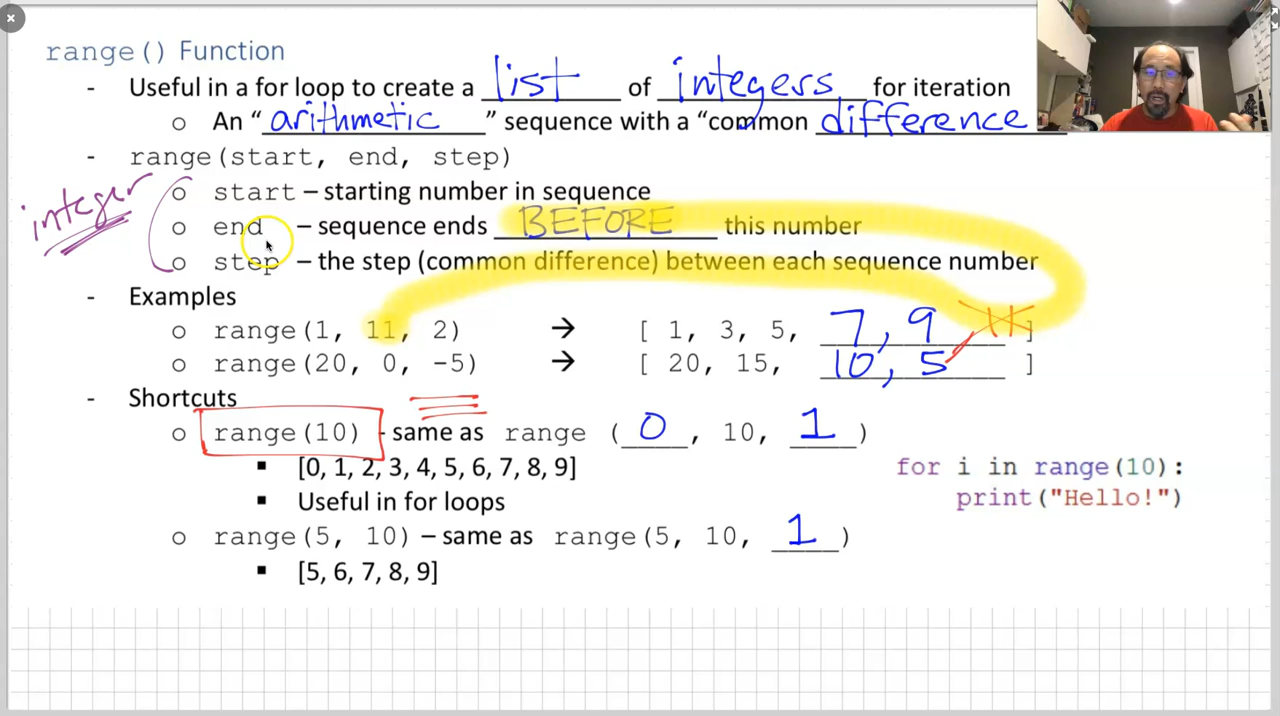 range() Function
- Useful in a for loop to create a list of integers for iteration
o An “arithmetic” sequence with a “common difference
- range(start, end, step)
integer
o start – starting number in sequence
o end – sequence ends BEFORE this number
o step – the step (common difference) between each sequence number
- Examples
o range(1, 11, 2) → [ 1, 3, 5, 7, 9 11 ]
o range(20, 0, -5) → [ 20, 15, 10, 5 ]
- Shortcuts
o range(10) - same as range (0, 10, 1)
▪ [0, 1, 2, 3, 4, 5, 6, 7, 8, 9]
▪ Useful in for loops
for i in range(10):
print("Hello!")
o range(5, 10) – same as range(5, 10, 1)
▪ [5, 6, 7, 8, 9]